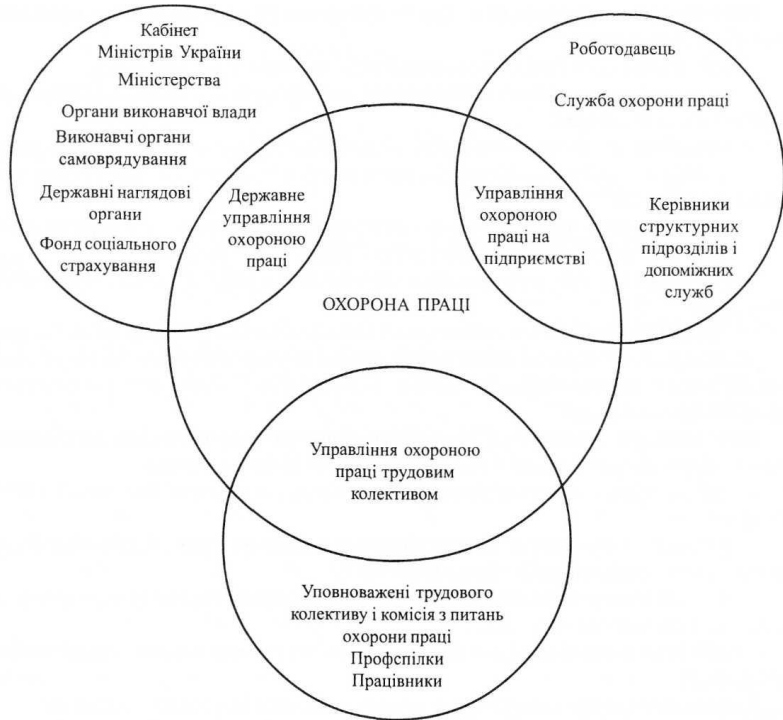 Кабінет
Міністрів України
Міністерства
Органи виконавчої влади
Виконавчі органи
самоврядування
Державні наглядові
органи
Фонд соціального
страхування
Державне
управління
охороною
праці
Роботодавець
Служба охорони праці
Управління
охороною
праці на
підприємстві
Керівники
структурних
підрозділів і
допоміжних
служб
ОХОРОНА ПРАЦІ
Управління охороною
праці трудовим
колективом
Уповноважені трудового
колективу і комісія з питань
охорони праці
Профспілки
Працівники